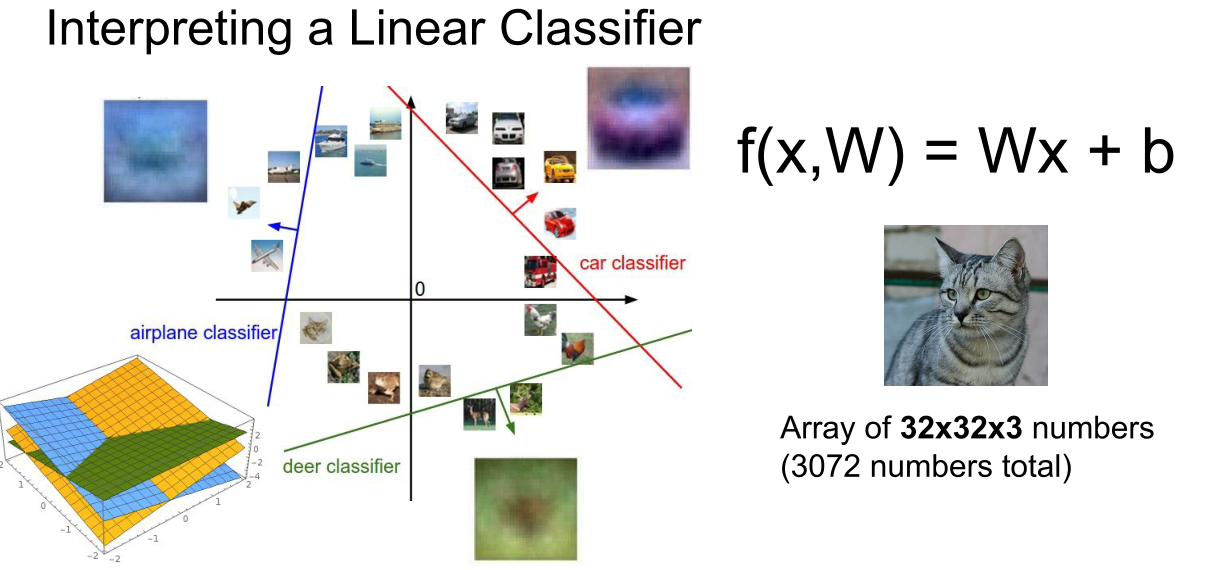 Interpreting a Linear Classifier
f(x,W) = Wx + b
0
car classifier
airplane classifier
deer classifier
Array of 32x32x3 numbers
(3072 numbers total)
2
0
−2
−4
2
1
0
−1
−2
−2
−1
0
1
2